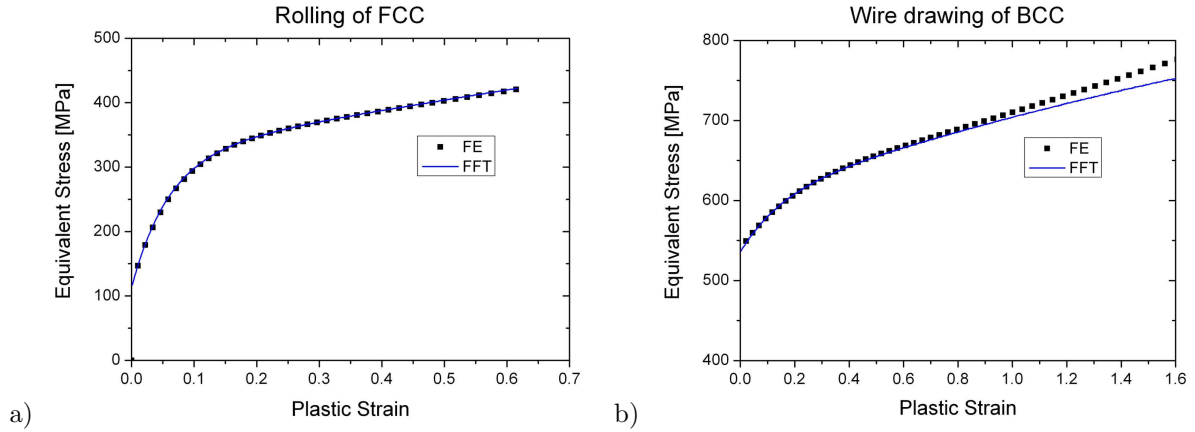 Rolling of FCC
Equivalent Stress [MPa]
500
400
300
200
100
0
FE
FFT
0.0 0.1 0.2 0.3 0.4 0.5 0.6 0.7
Plastic Strain
a)
Wire drawing of BCC
Equivalent Stress [MPa]
800
700
600
500
400
FE
FFT
0.0 0.2 0.4 0.6 0.8 1.0 1.2 1.4 1.6
Plastic Strain
b)